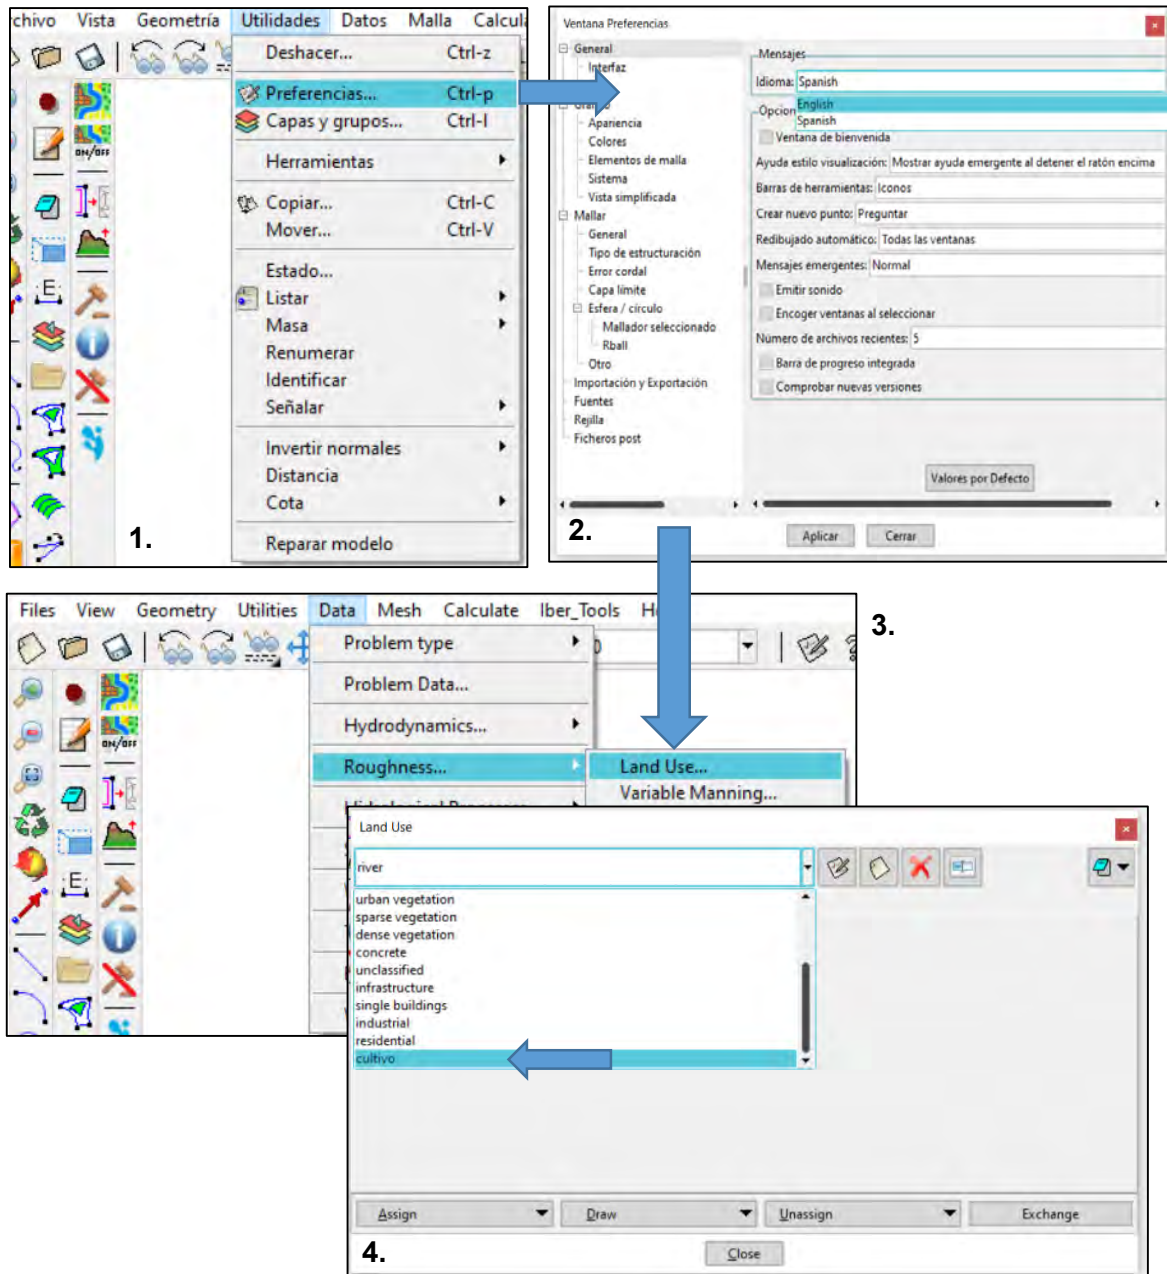 chivo Vista Geometría Utilidades Datos Malla Calcula
Deshacer... Ctrl-z
Preferencias... Ctrl-p
Capas y grupos... Ctrl-l
Herramientas
Copiar... Ctrl-C
Mover... Ctrl-V
Estado...
Listar
Masa
Renumerar
Identificar
Señalar
Invertir normales
Distancia
Cota
Reparar modelo
ON/OFF
E
1.
Ventana Preferencias
General
Interfaz
Apariencia
Colores
Elementos de malla
Sistema
Vista simplificada
Mallar
General
Tipo de estructuración
Error cordal
Capa límite
Esfera / círculo
Mallador seleccionado
Rball
Otro
Importación y Exportación
Fuentes
Rejilla
Ficheros post
Mensajes
Idioma: Spanish
Opcion
English
Spanish
Ventana de bienvenida
Ayuda estilo visualización: Mostrar ayuda emergente al detener el ratón encima
Barras de herramientas: Iconos
Crear nuevo punto: Preguntar
Redibujado automático: Todas las ventanas
Mensajes emergentes: Normal
Emitir sonido
Encoger ventanas al seleccionar
Número de archivos recientes: 5
Barra de progreso integrada
Comprobar nuevas versiones
Valores por Defecto
Aplicar Cerrar
2.
Files View Geometry Utilities Data Mesh Calculate Iber_Tools H
Problem type
Problem Data...
Hydrodynamics...
Roughness...
Land Use...
Variable Manning...
ON/OFF
E
3.
Land Use
river
urban vegetation
sparse vegetation
dense vegetation
concrete
unclassified
infrastructure
single buildings
industrial
residential
cultivo
Assign Draw Unassign Exchange
Close
4.